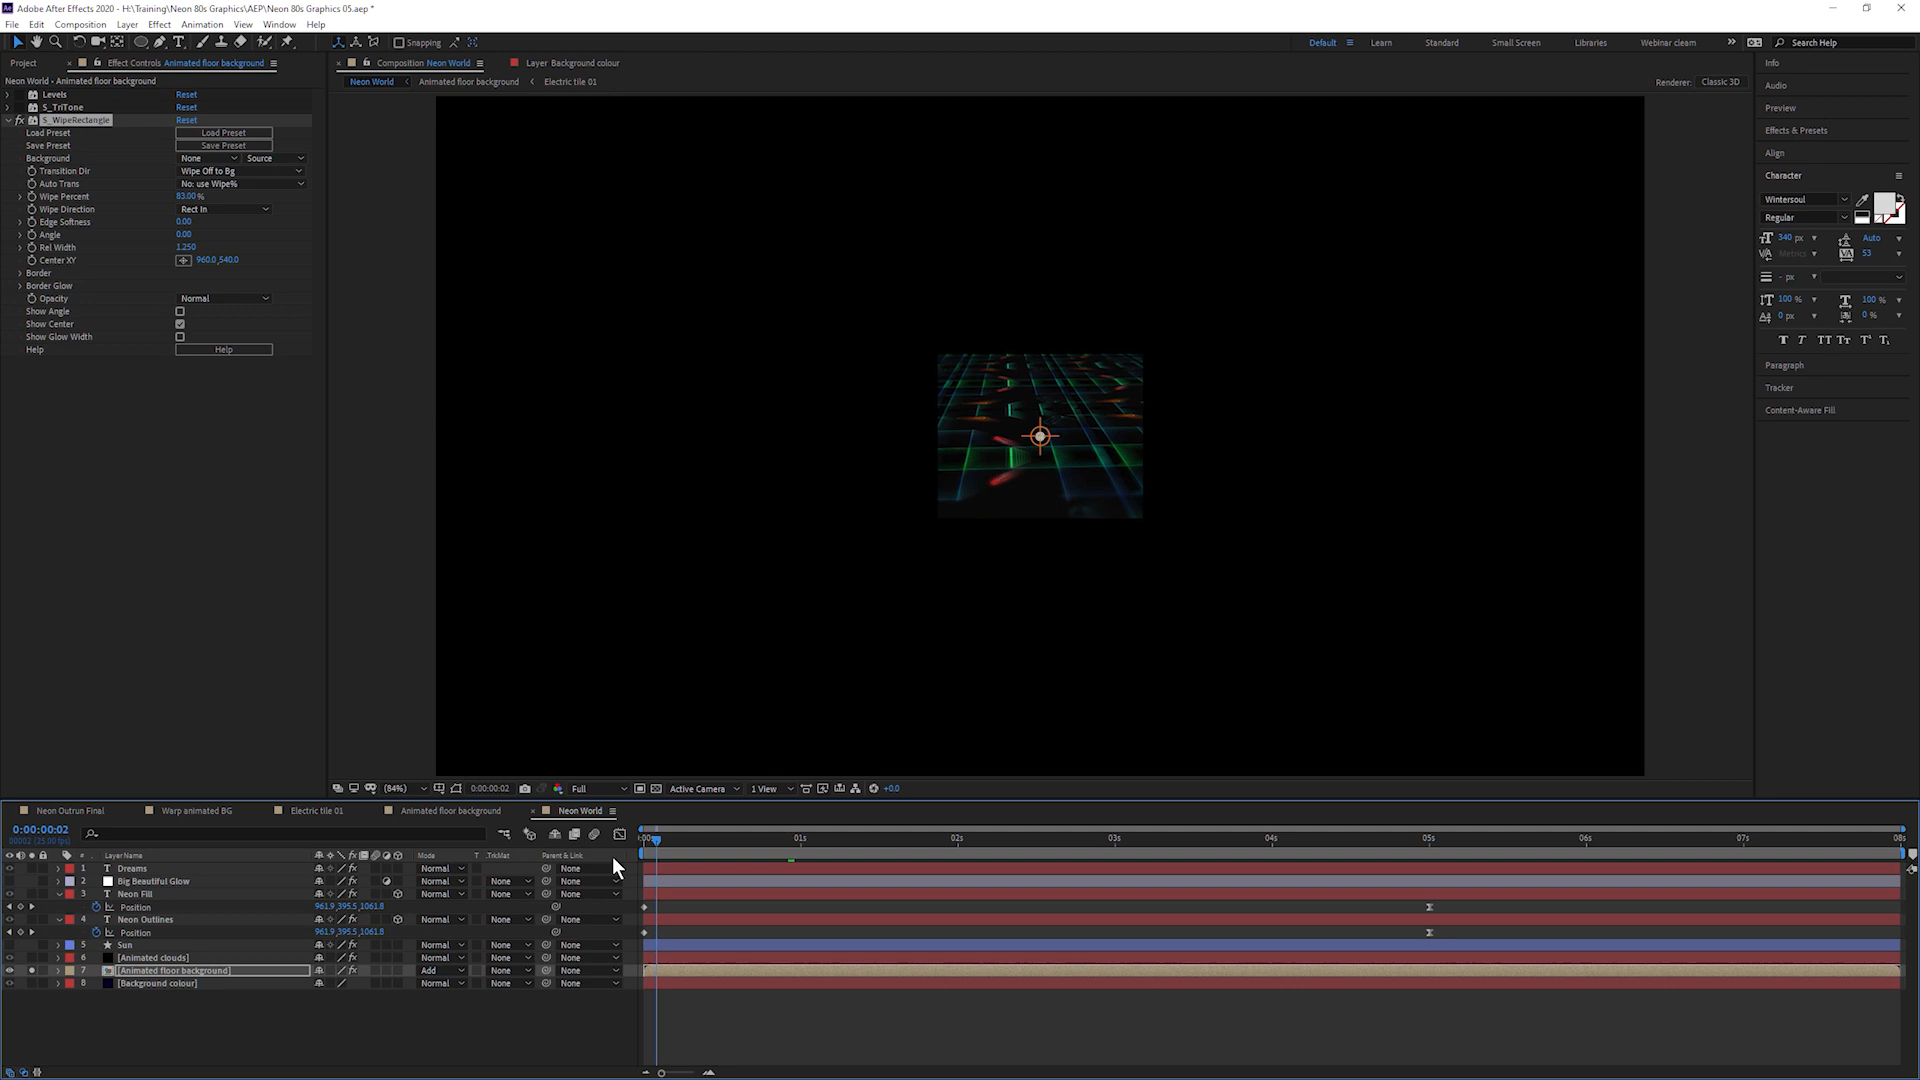 Adobe After Effects 2020 - H:\Training\Neon 80s Graphics\AEP\Neon 80s Graphics 05.aep *
File Edit Composition Layer Effect Animation View Window Help
Snapping
Default Learn Standard Small Screen Libraries Webinar cleam Search Help
Project Effect Controls Animated floor background
Composition Neon World Layer Background colour
Info
Neon World • Animated floor background
Neon World Animated floor background Electric tile 01
Renderer: Classic 3D
Audio
Levels Reset
S_TriTone Reset
Preview
fx S_WipeRectangle Reset
Load Preset Load Preset
Effects & Presets
Save Preset Save Preset
Background None Source
Align
Transition Dir Wipe Off to Bg
Character
Auto Trans No: use Wipe%
Wipe Percent 83.00 %
Wintersoul
Wipe Direction Rect In
Regular
Edge Softness 0.00
Angle 0.00
340 px Auto
Rel Width 1.250
Metrics 53
Center XY 960.0,540.0
Border
- px
Border Glow
Opacity Normal
100 % 100 %
Show Angle
0 px 0 %
Show Center
Show Glow Width
Help Help
Paragraph
Tracker
Content-Aware Fill
(84%) 0:00:00:02 Full Active Camera 1 View +0.0
Neon Outrun Final Warp animated BG Electric tile 01 Animated floor background Neon World
0:00:00:02
00002 (25.00 fps)
:00 01s 02s 03s 04s 05s 06s 07s 08s
# Layer Name Mode T .TrkMat Parent & Link
1 T Dreams Normal None
2 Big Beautiful Glow Normal None None
3 T Neon Fill Normal None None
Position 961.9,395.5,1061.8
4 T Neon Outlines Normal None None
Position 961.9,395.5,1061.8
5 Sun Normal None None
6 [Animated clouds] Normal None None
7 [Animated floor background] Add None None
8 [Background colour] Normal None None